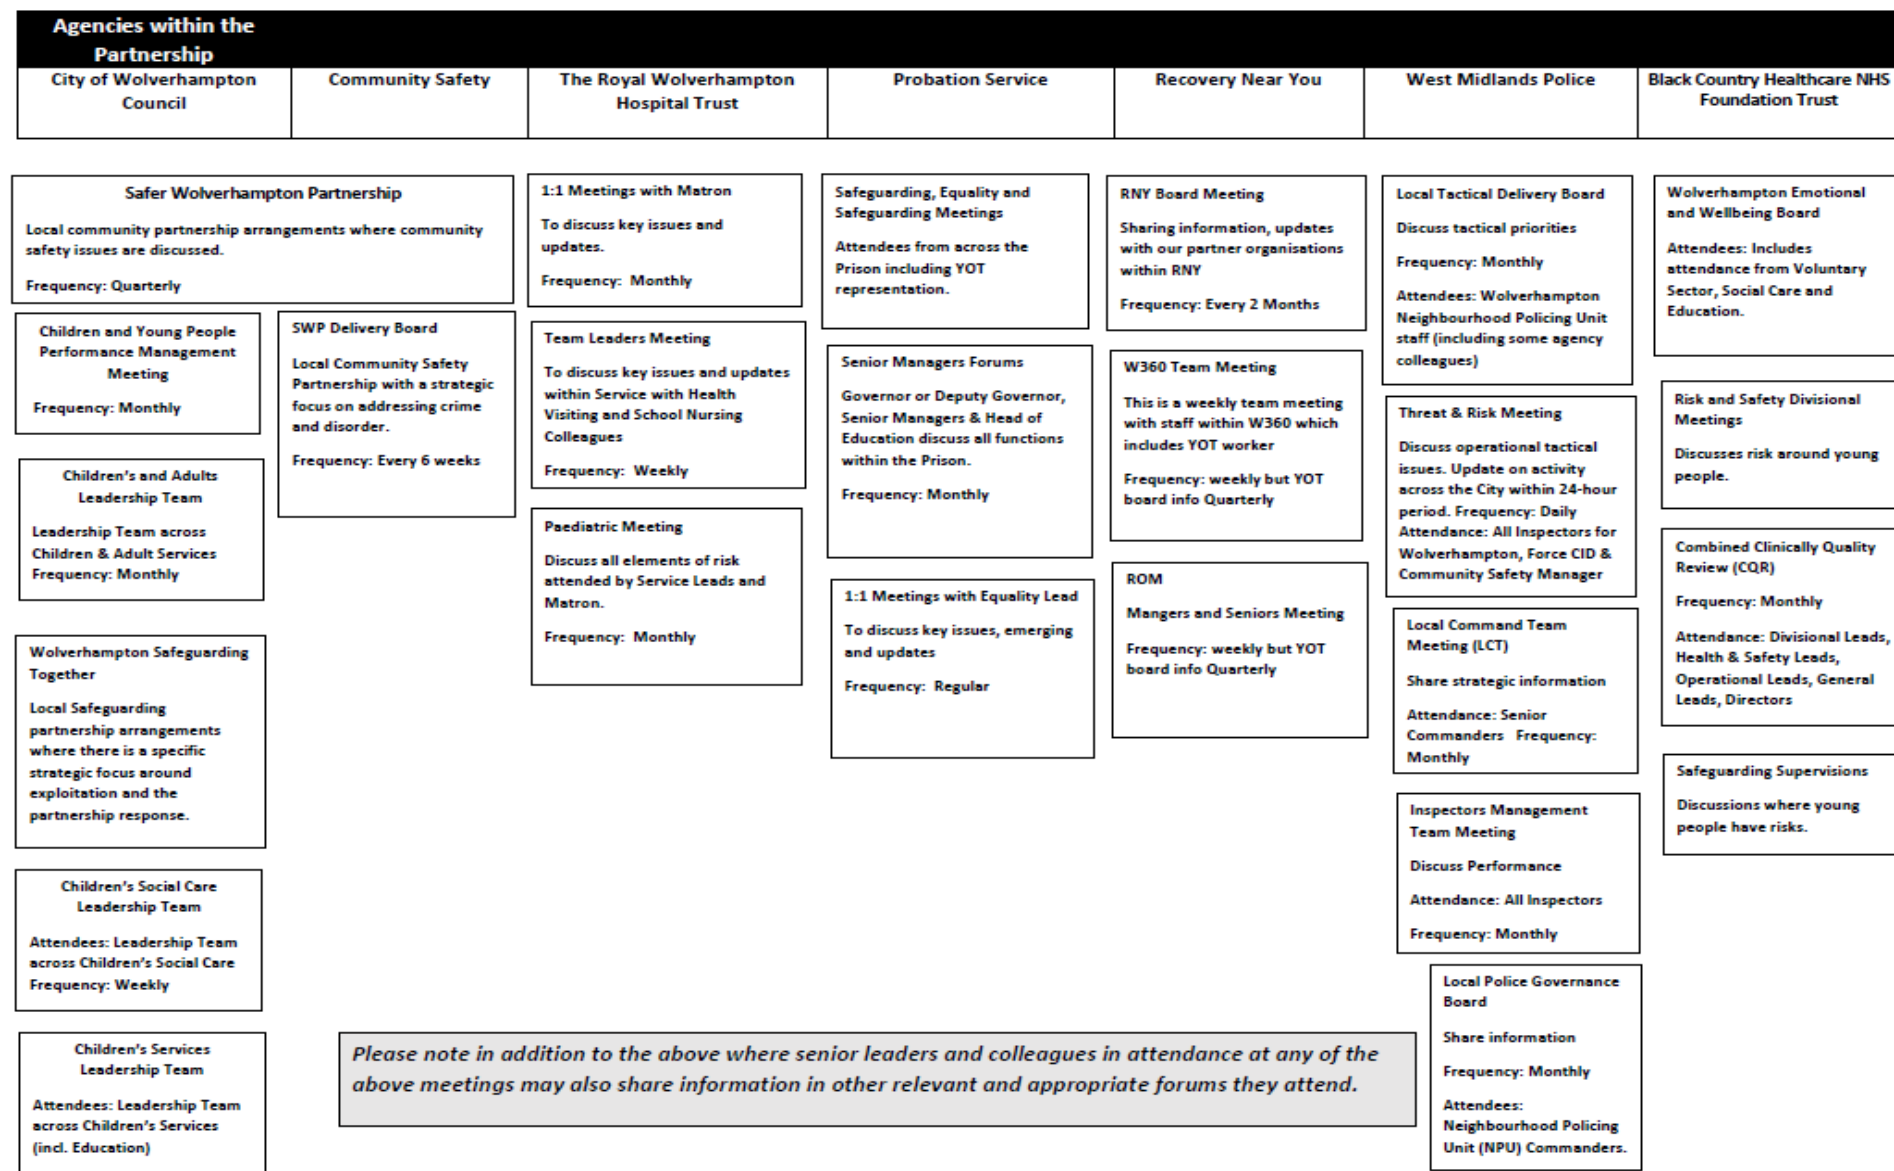 Agencies within the
Partnership
City of Wolverhampton
Council
Community Safety
The Royal Wolverhampton
Hospital Trust
Probation Service
Recovery Near You
West Midlands Police
Black Country Healthcare NHS
Foundation Trust
Safer Wolverhampton Partnership
Local community partnership arrangements where community
safety issues are discussed.
Frequency: Quarterly
Children and Young People
Performance Management
Meeting
Frequency: Monthly
Children's and Adults
Leadership Team
Leadership Team across
Children & Adult Services
Frequency: Monthly
Wolverhampton Safeguarding
Together
Local Safeguarding
partnership arrangements
where there is a specific
strategic focus around
exploitation and the
partnership response.
Children's Social Care
Leadership Team
Attendees: Leadership Team
across Children's Social Care
Frequency: Weekly
Children's Services
Leadership Team
Attendees: Leadership Team
across Children's Services
(incl. Education)
SWP Delivery Board
Local Community Safety
Partnership with a strategic
focus on addressing crime
and disorder.
Frequency: Every 6 weeks
1:1 Meetings with Matron
To discuss key issues and
updates.
Frequency: Monthly
Team Leaders Meeting
To discuss key issues and updates
within Service with Health
Visiting and School Nursing
Colleagues
Frequency: Weekly
Paediatric Meeting
Discuss all elements of risk
attended by Service Leads and
Matron.
Frequency: Monthly
Safeguarding, Equality and
Safeguarding Meetings
Attendees from across the
Prison including YOT
representation.
Senior Managers Forums
Governor or Deputy Governor,
Senior Managers & Head of
Education discuss all functions
within the Prison.
Frequency: Monthly
1:1 Meetings with Equality Lead
To discuss key issues, emerging
and updates
Frequency: Regular
RNY Board Meeting
Sharing information, updates
with our partner organisations
within RNY
Frequency: Every 2 Months
W360 Team Meeting
This is a weekly team meeting
with staff within W360 which
includes YOT worker
Frequency: weekly but YOT
board info Quarterly
ROM
Mangers and Seniors Meeting
Frequency: weekly but YOT
board info Quarterly
Local Tactical Delivery Board
Discuss tactical priorities
Frequency: Monthly
Attendees: Wolverhampton
Neighbourhood Policing Unit
staff (including some agency
colleagues)
Threat & Risk Meeting
Discuss operational tactical
issues. Update on activity
across the City within 24-hour
period. Frequency: Daily
Attendance: All Inspectors for
Wolverhampton, Force CID &
Community Safety Manager
Local Command Team
Meeting (LCT)
Share strategic information
Attendance: Senior
Commanders Frequency:
Monthly
Inspectors Management
Team Meeting
Discuss Performance
Attendance: All Inspectors
Frequency: Monthly
Local Police Governance
Board
Share information
Frequency: Monthly
Attendees:
Neighbourhood Policing
Unit (NPU) Commanders.
Wolverhampton Emotional
and Wellbeing Board
Attendees: Includes
attendance from Voluntary
Sector, Social Care and
Education.
Risk and Safety Divisional
Meetings
Discusses risk around young
people.
Combined Clinically Quality
Review (CQR)
Frequency: Monthly
Attendance: Divisional Leads,
Health & Safety Leads,
Operational Leads, General
Leads, Directors
Safeguarding Supervisions
Discussions where young
people have risks.
Please note in addition to the above where senior leaders and colleagues in attendance at any of the
above meetings may also share information in other relevant and appropriate forums they attend.